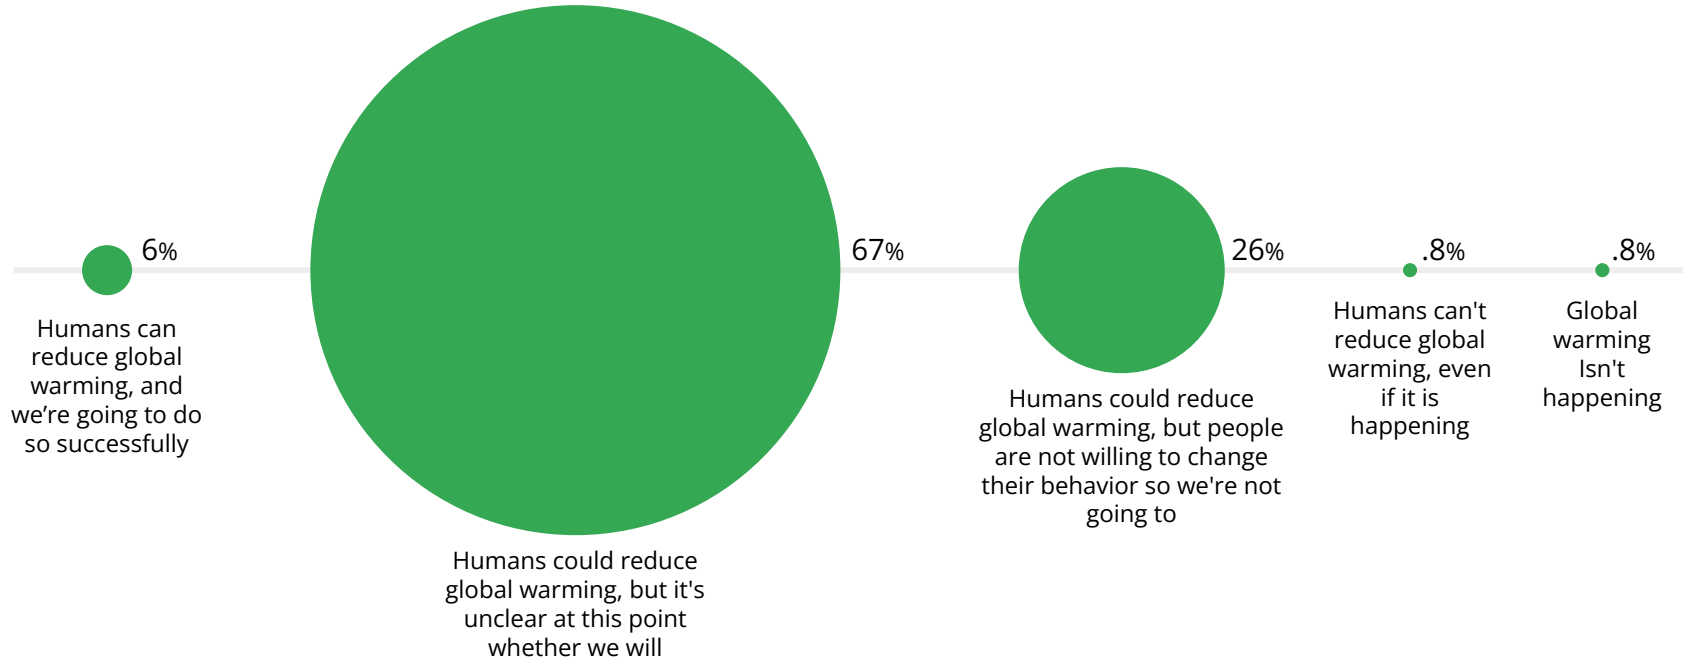 6%
Humans can
reduce global
warming, and
we’re going to do
so successfully
67%
Humans could reduce
global warming, but it's
unclear at this point
whether we will
26%
Humans could reduce
global warming, but people
are not willing to change
their behavior so we're not
going to
.8%
Humans can't
reduce global
warming, even
if it is
happening
.8%
Global
warming
Isn't
happening